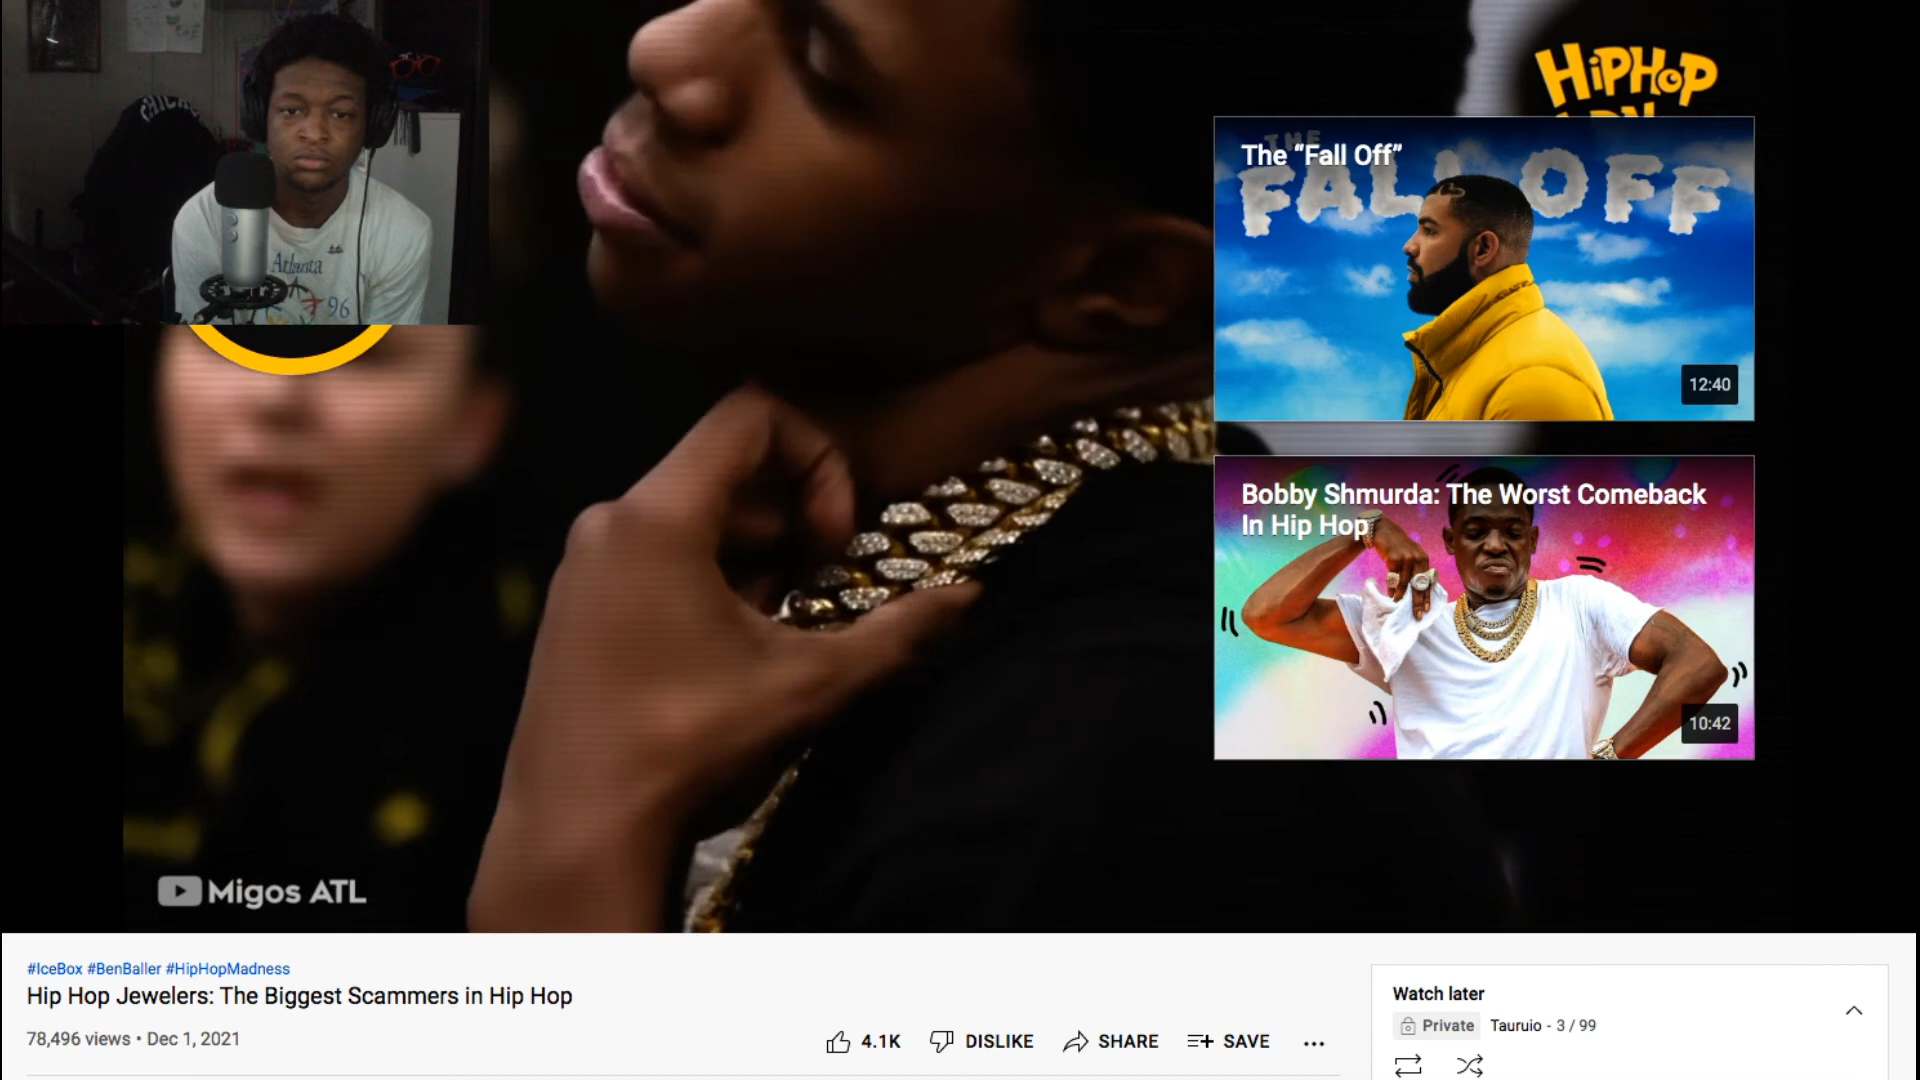 CHIC
Atlanta
96
HiPHOP
THE
FALL OFF
The “Fall Off”
12:40
Bobby Shmurda: The Worst Comeback
In Hip Hop
10:42
Migos ATL
#IceBox #BenBaller #HipHopMadness
Hip Hop Jewelers: The Biggest Scammers in Hip Hop
78,496 views • Dec 1, 2021
4.1K DISLIKE SHARE SAVE ...
Watch later
Private Tauruio - 3 / 99